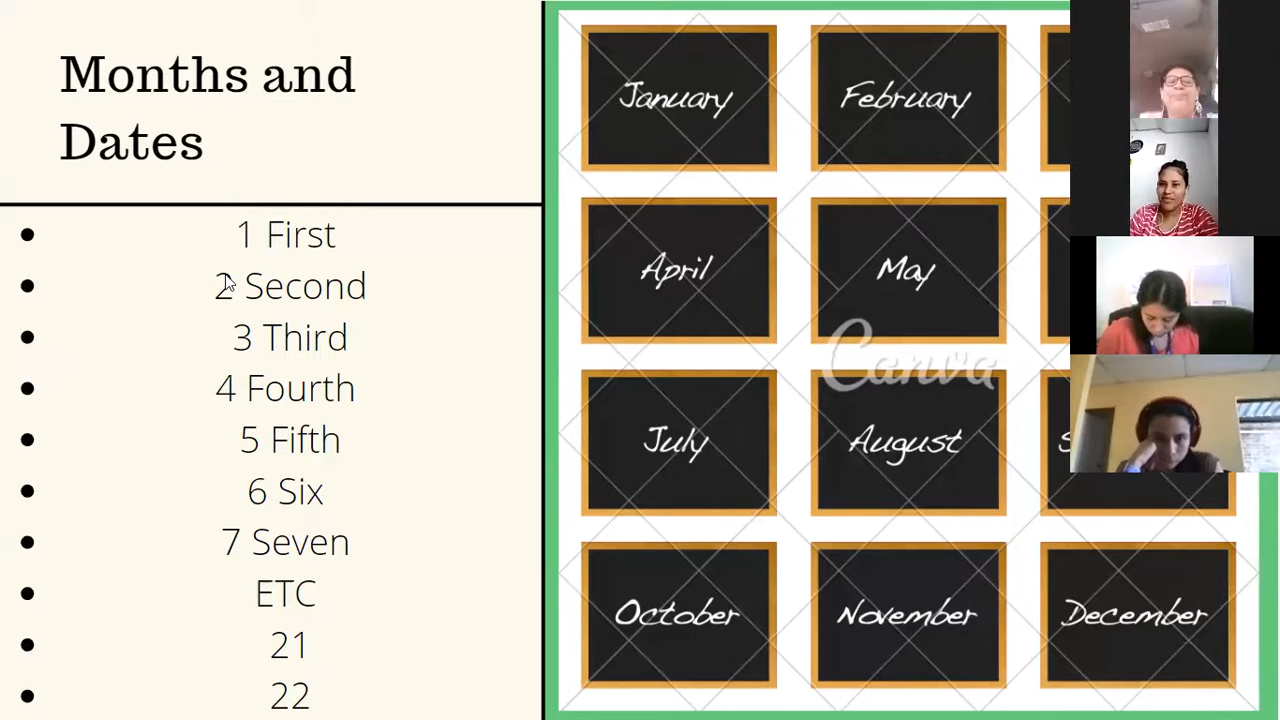 Months and
Dates
1 First
2 Second
3 Third
4 Fourth
5 Fifth
6 Six
7 Seven
ETC
21
22
January
February
April
May
Canva
July
August
October
November
December